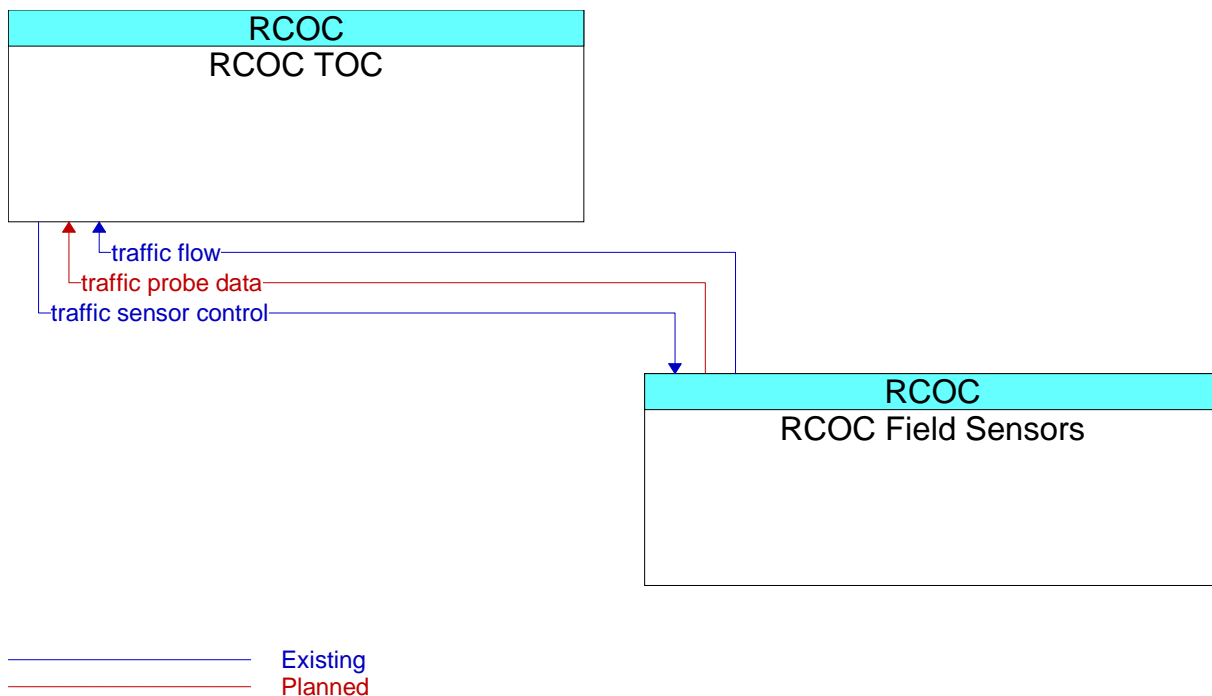 RCOC
RCOC TOC
traffic flow
traffic probe data
traffic sensor control
RCOC
RCOC Field Sensors
Existing
Planned